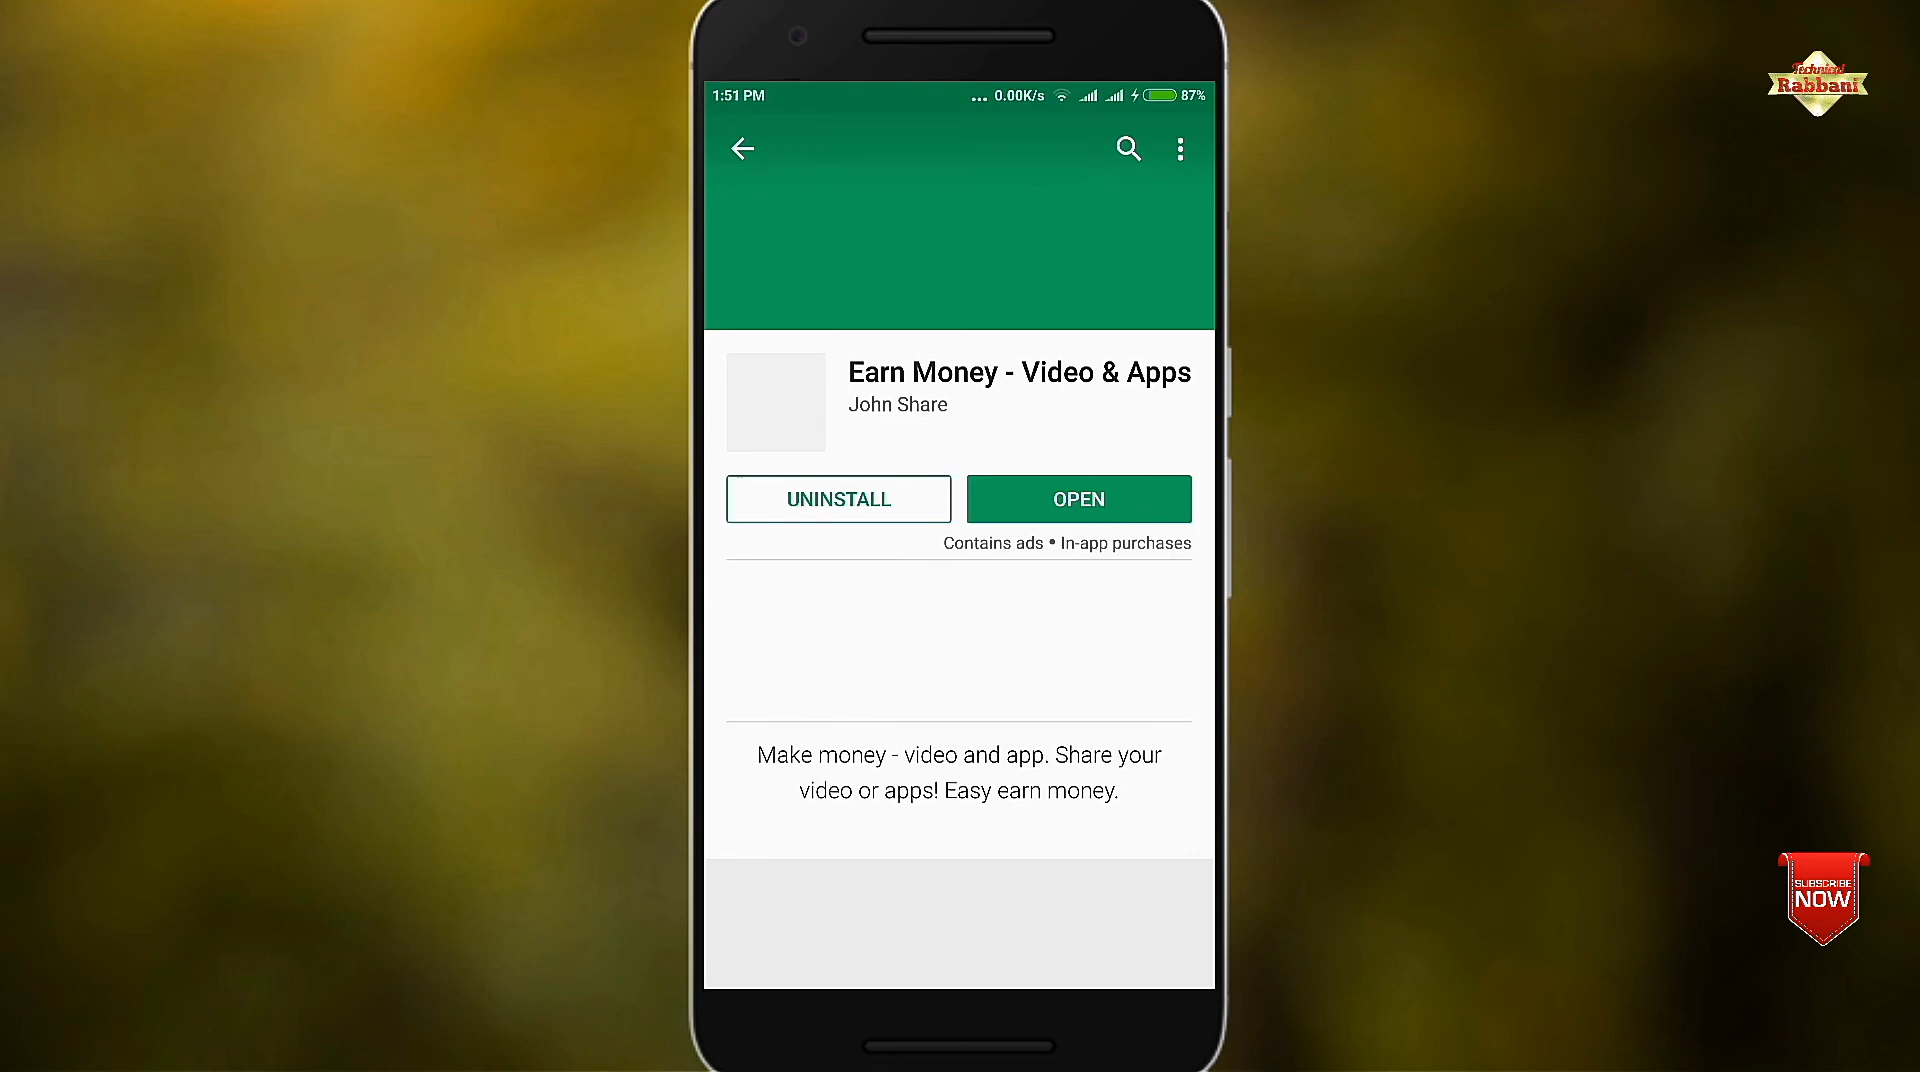 Technical
Rabbani
1:51 PM ... 0.00K/s 87%
Earn Money - Video & Apps
John Share
UNINSTALL OPEN
Contains ads • In-app purchases
Make money - video and app. Share your
video or apps! Easy earn money.
SUBSCRIBE
NOW